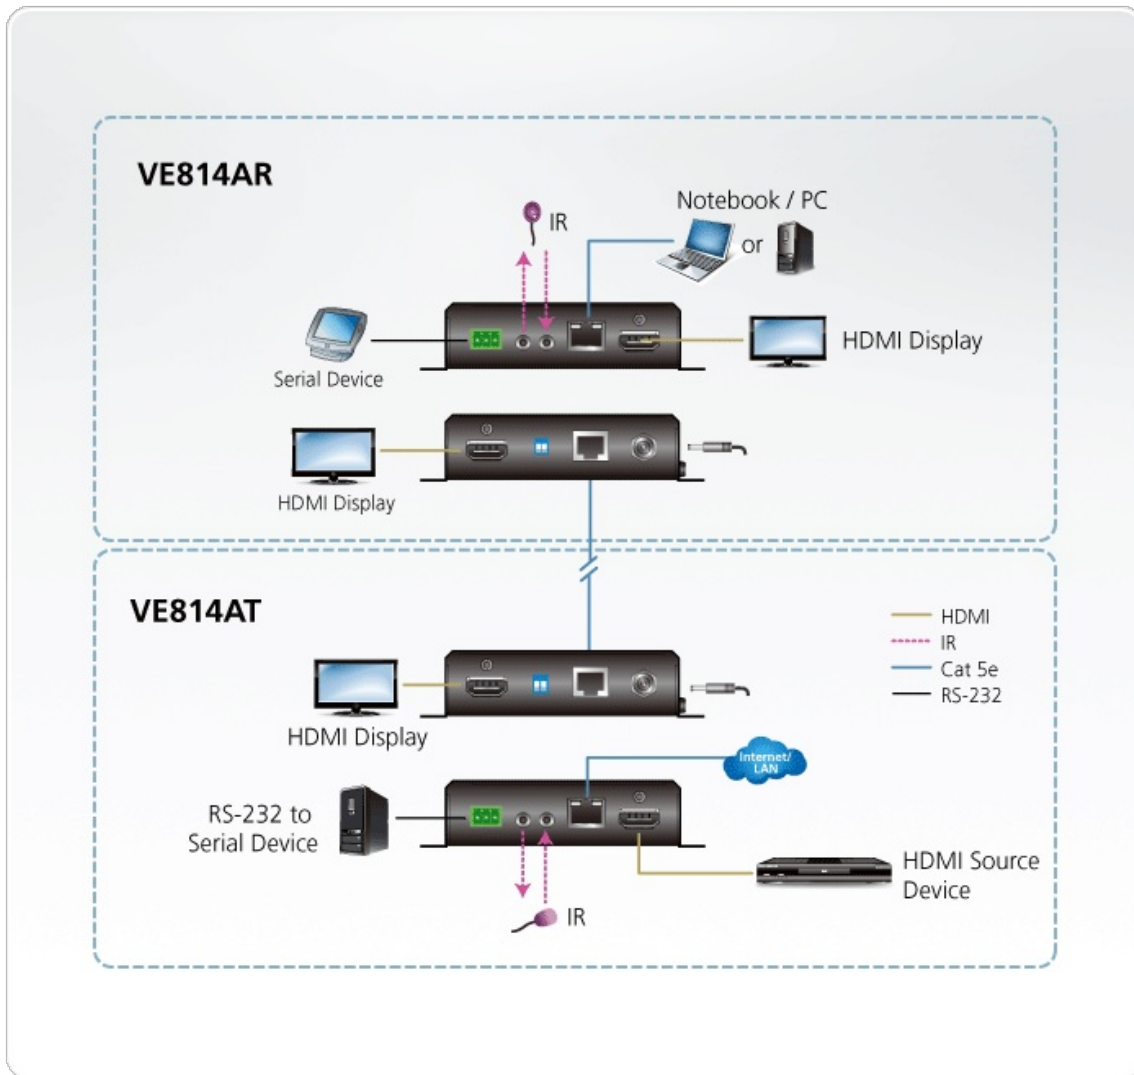 VE814AR
IR
Notebook / PC
or
Serial Device
HDMI Display
HDMI Display
VE814AT
HDMI
IR
Cat 5e
RS-232
HDMI Display
Internet/
LAN
RS-232 to
Serial Device
HDMI Source
Device
IR